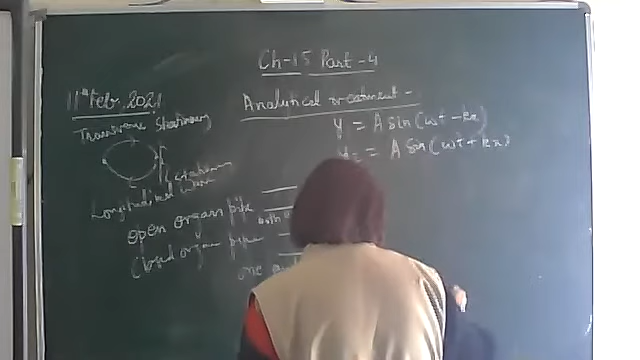 Ch-15 Part-4
11th Feb. 2021
Transverse Stationary
Longitudinal Wave
open organ pipe
Closed organ pipe
both
one
Analytical treatment -
y = A sin (ωt - kx)
y₂ = A sin (ωt + kx)